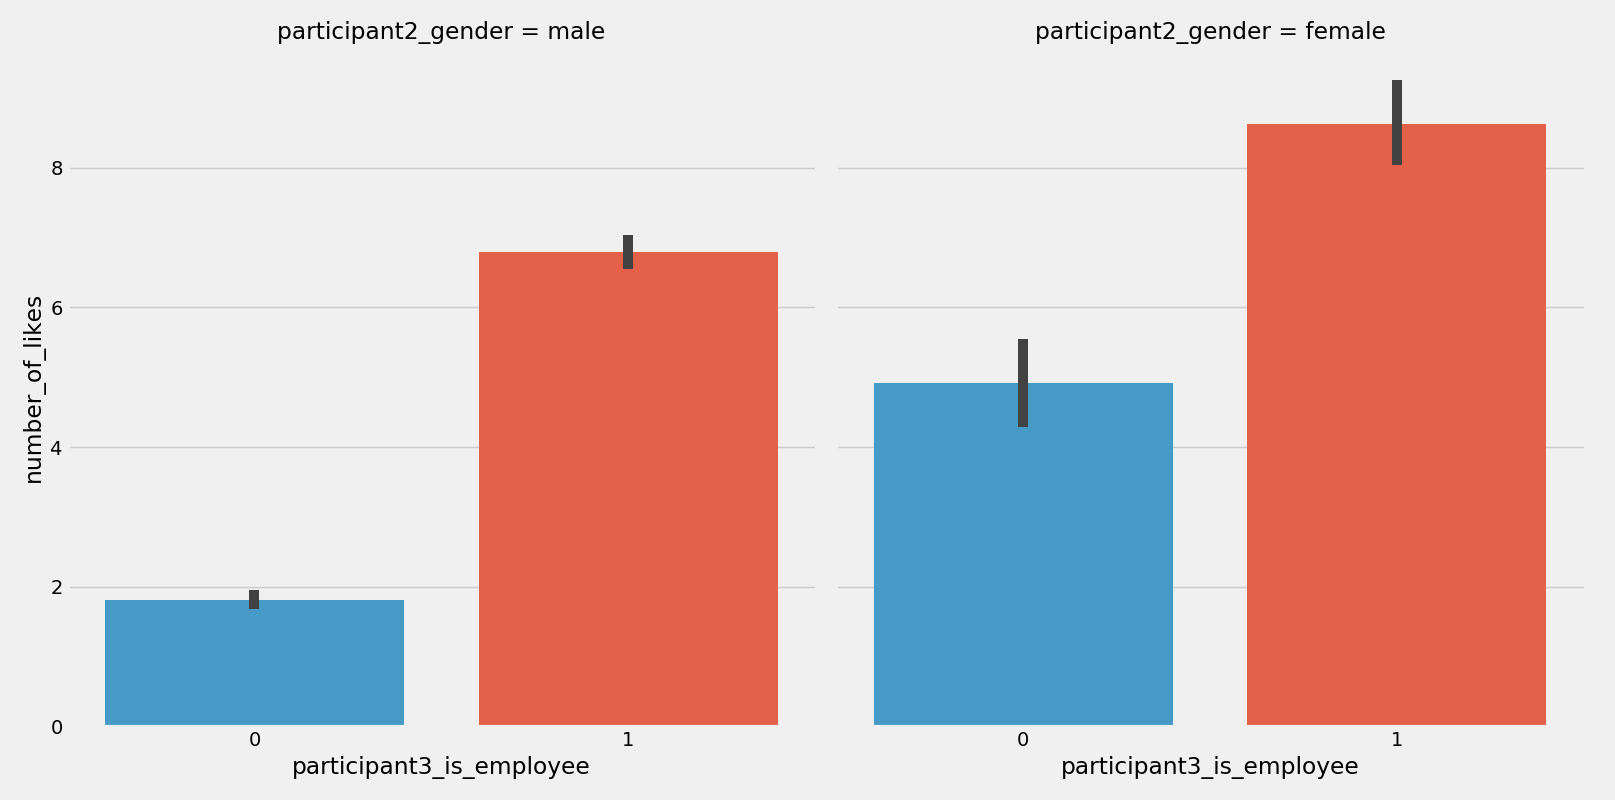 participant2_gender = male
participant2_gender = female
number_of_likes
8
6
4
2
0
0
1
0
1
participant3_is_employee
participant3_is_employee